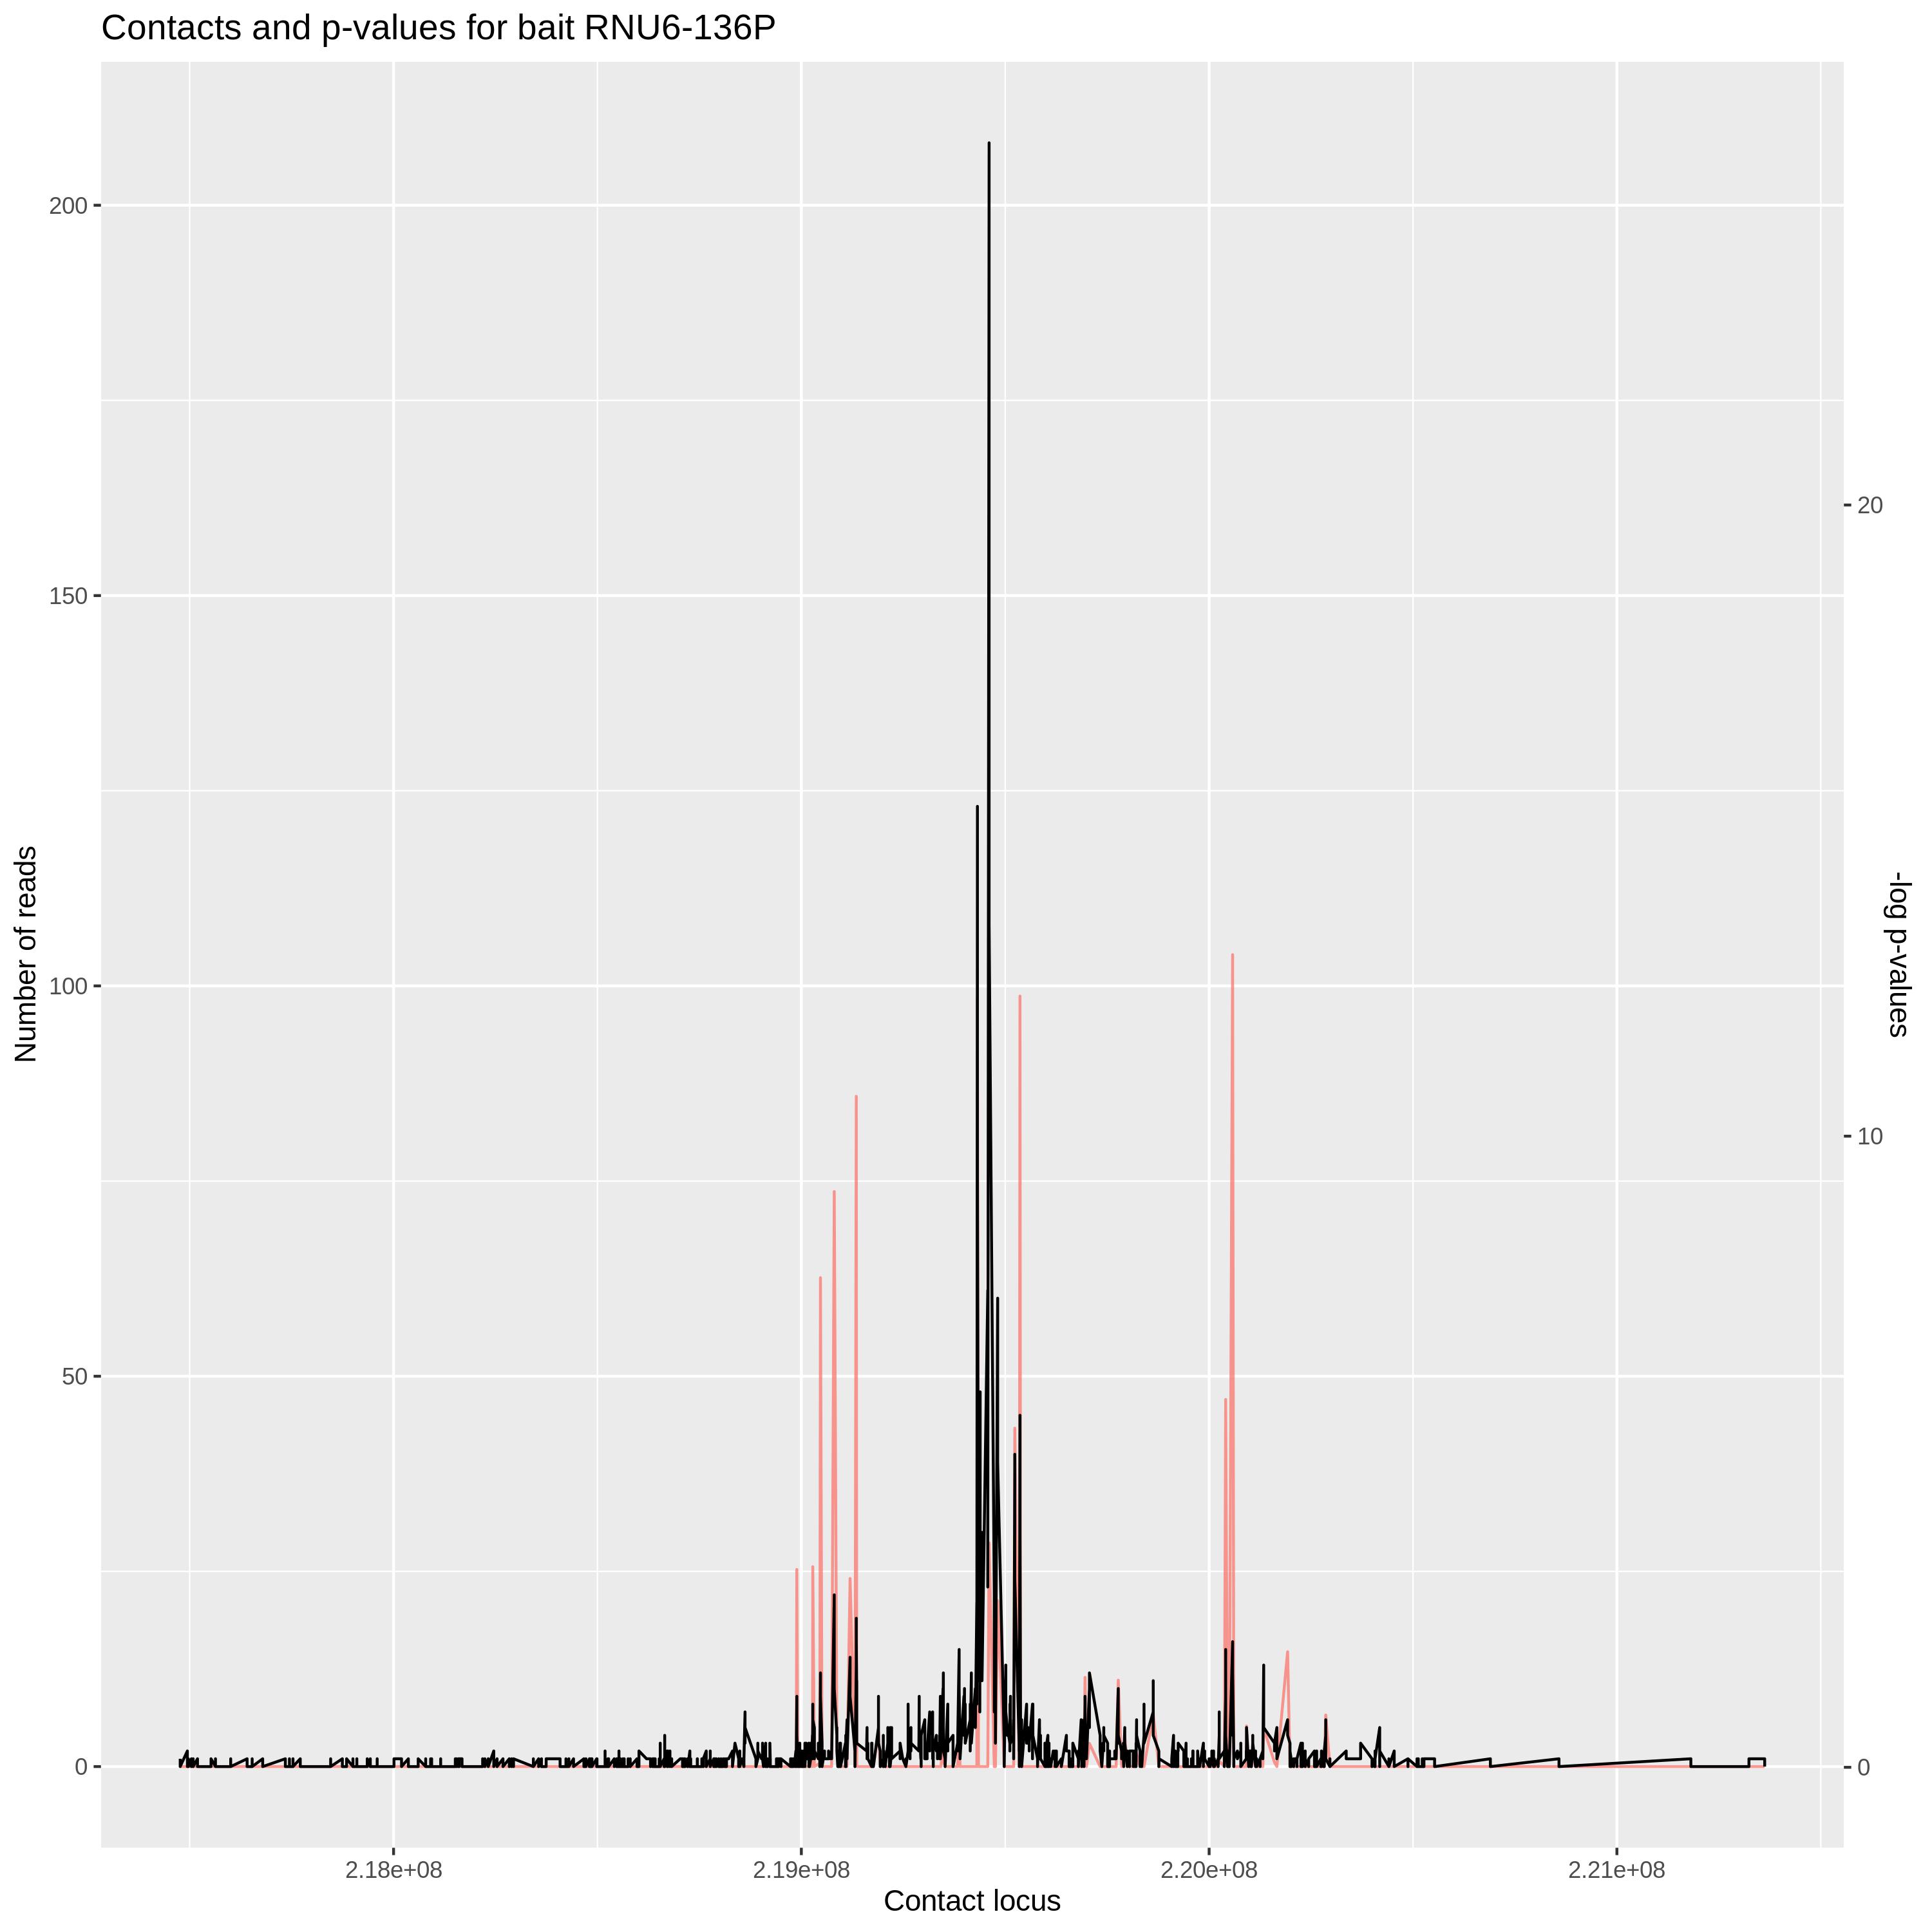 Contacts and p-values for bait RNU6-136P
200
150
100
50
0
Number of reads
20
10
0
-log p-values
2.18e+08
2.19e+08
2.20e+08
2.21e+08
Contact locus